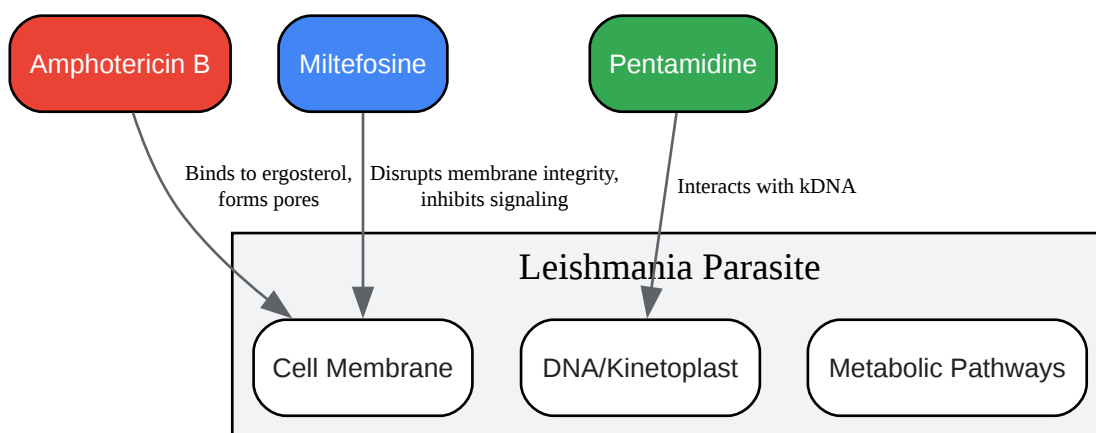 Amphotericin B
Miltefosine
Pentamidine
Binds to ergosterol,
forms pores
Disrupts membrane integrity,
inhibits signaling
Interacts with kDNA
Leishmania Parasite
Cell Membrane
DNA/Kinetoplast
Metabolic Pathways